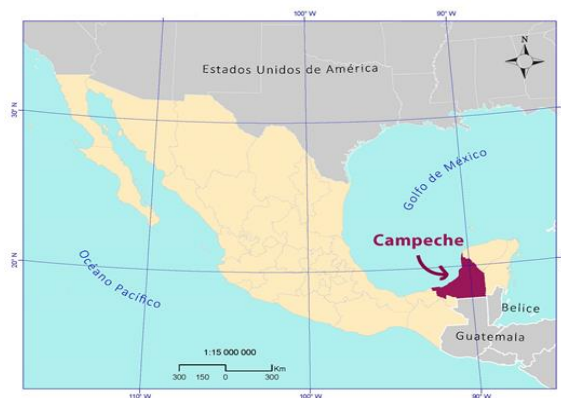 100° W
90° W
N
Estados Unidos de América
30° N
Golfo de México
Campeche
20° N
Océano Pacífico
Belice
Guatemala
1:15 000 000
300 150 0 300 Km
110° W
100° W
90° W